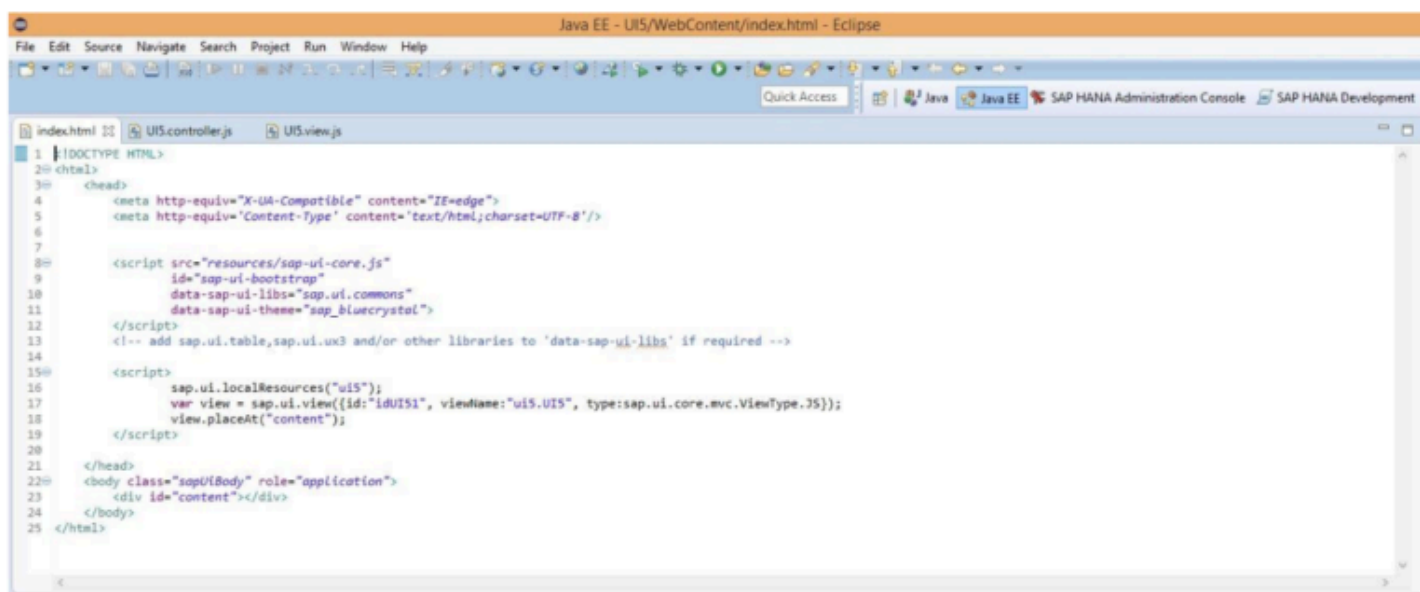 Java EE - UI5/WebContent/index.html - Eclipse
File Edit Source Navigate Search Project Run Window Help
Quick Access Java Java EE SAP HANA Administration Console SAP HANA Development
index.html UI5.controller.js UI5.view.js
1 <!DOCTYPE HTML>
2 <html>
3 <head>
4 <meta http-equiv="X-UA-Compatible" content="IE=edge">
5 <meta http-equiv='Content-Type' content='text/html;charset=UTF-8'/>
6
7
8 <script src="resources/sap-ui-core.js"
9 id="sap-ui-bootstrap"
10 data-sap-ui-libs="sap.ui.commons"
11 data-sap-ui-theme="sap_bluecrystal">
12 </script>
13 <!-- add sap.ui.table,sap.ui.ux3 and/or other libraries to 'data-sap-ui-libs' if required -->
14
15 <script>
16 sap.ui.localResources("ui5");
17 var view = sap.ui.view({id:"idUI51", viewName:"ui5.UI5", type:sap.ui.core.mvc.ViewType.JS});
18 view.placeAt("content");
19 </script>
20
21 </head>
22 <body class="sapUiBody" role="application">
23 <div id="content"></div>
24 </body>
25 </html>